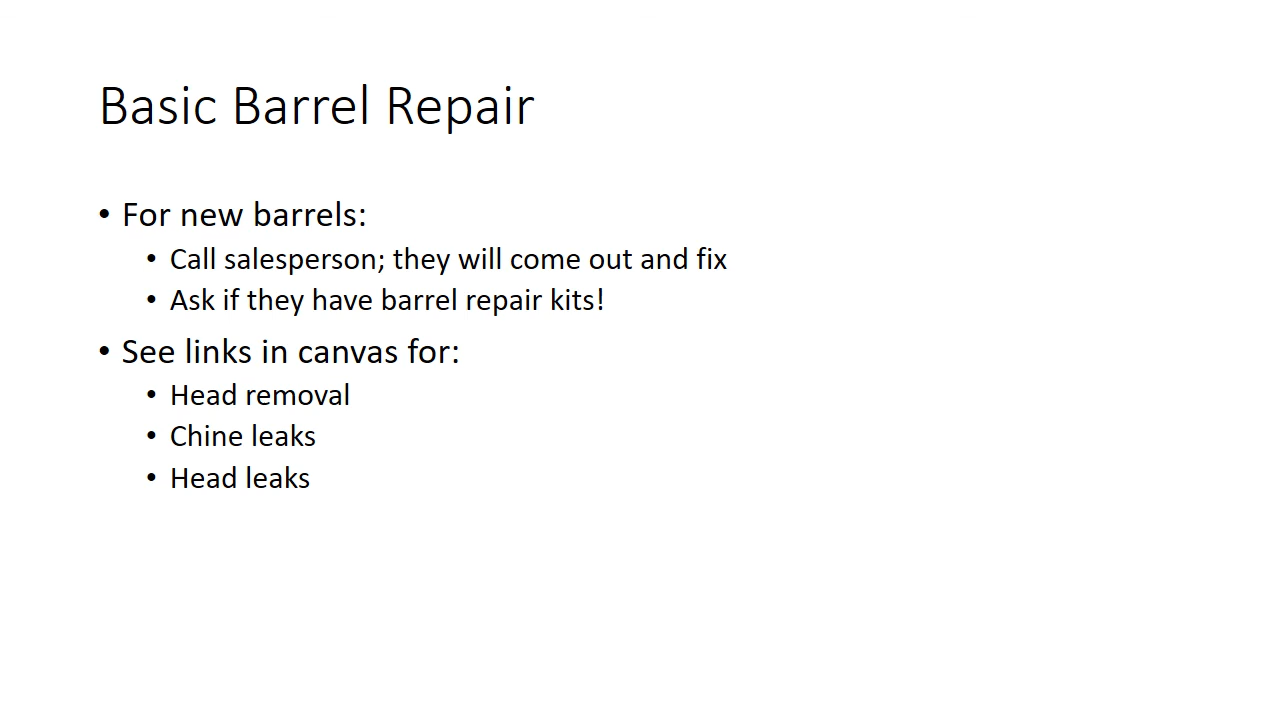 Basic Barrel Repair
• For new barrels:
• Call salesperson; they will come out and fix
• Ask if they have barrel repair kits!
• See links in canvas for:
• Head removal
• Chine leaks
• Head leaks